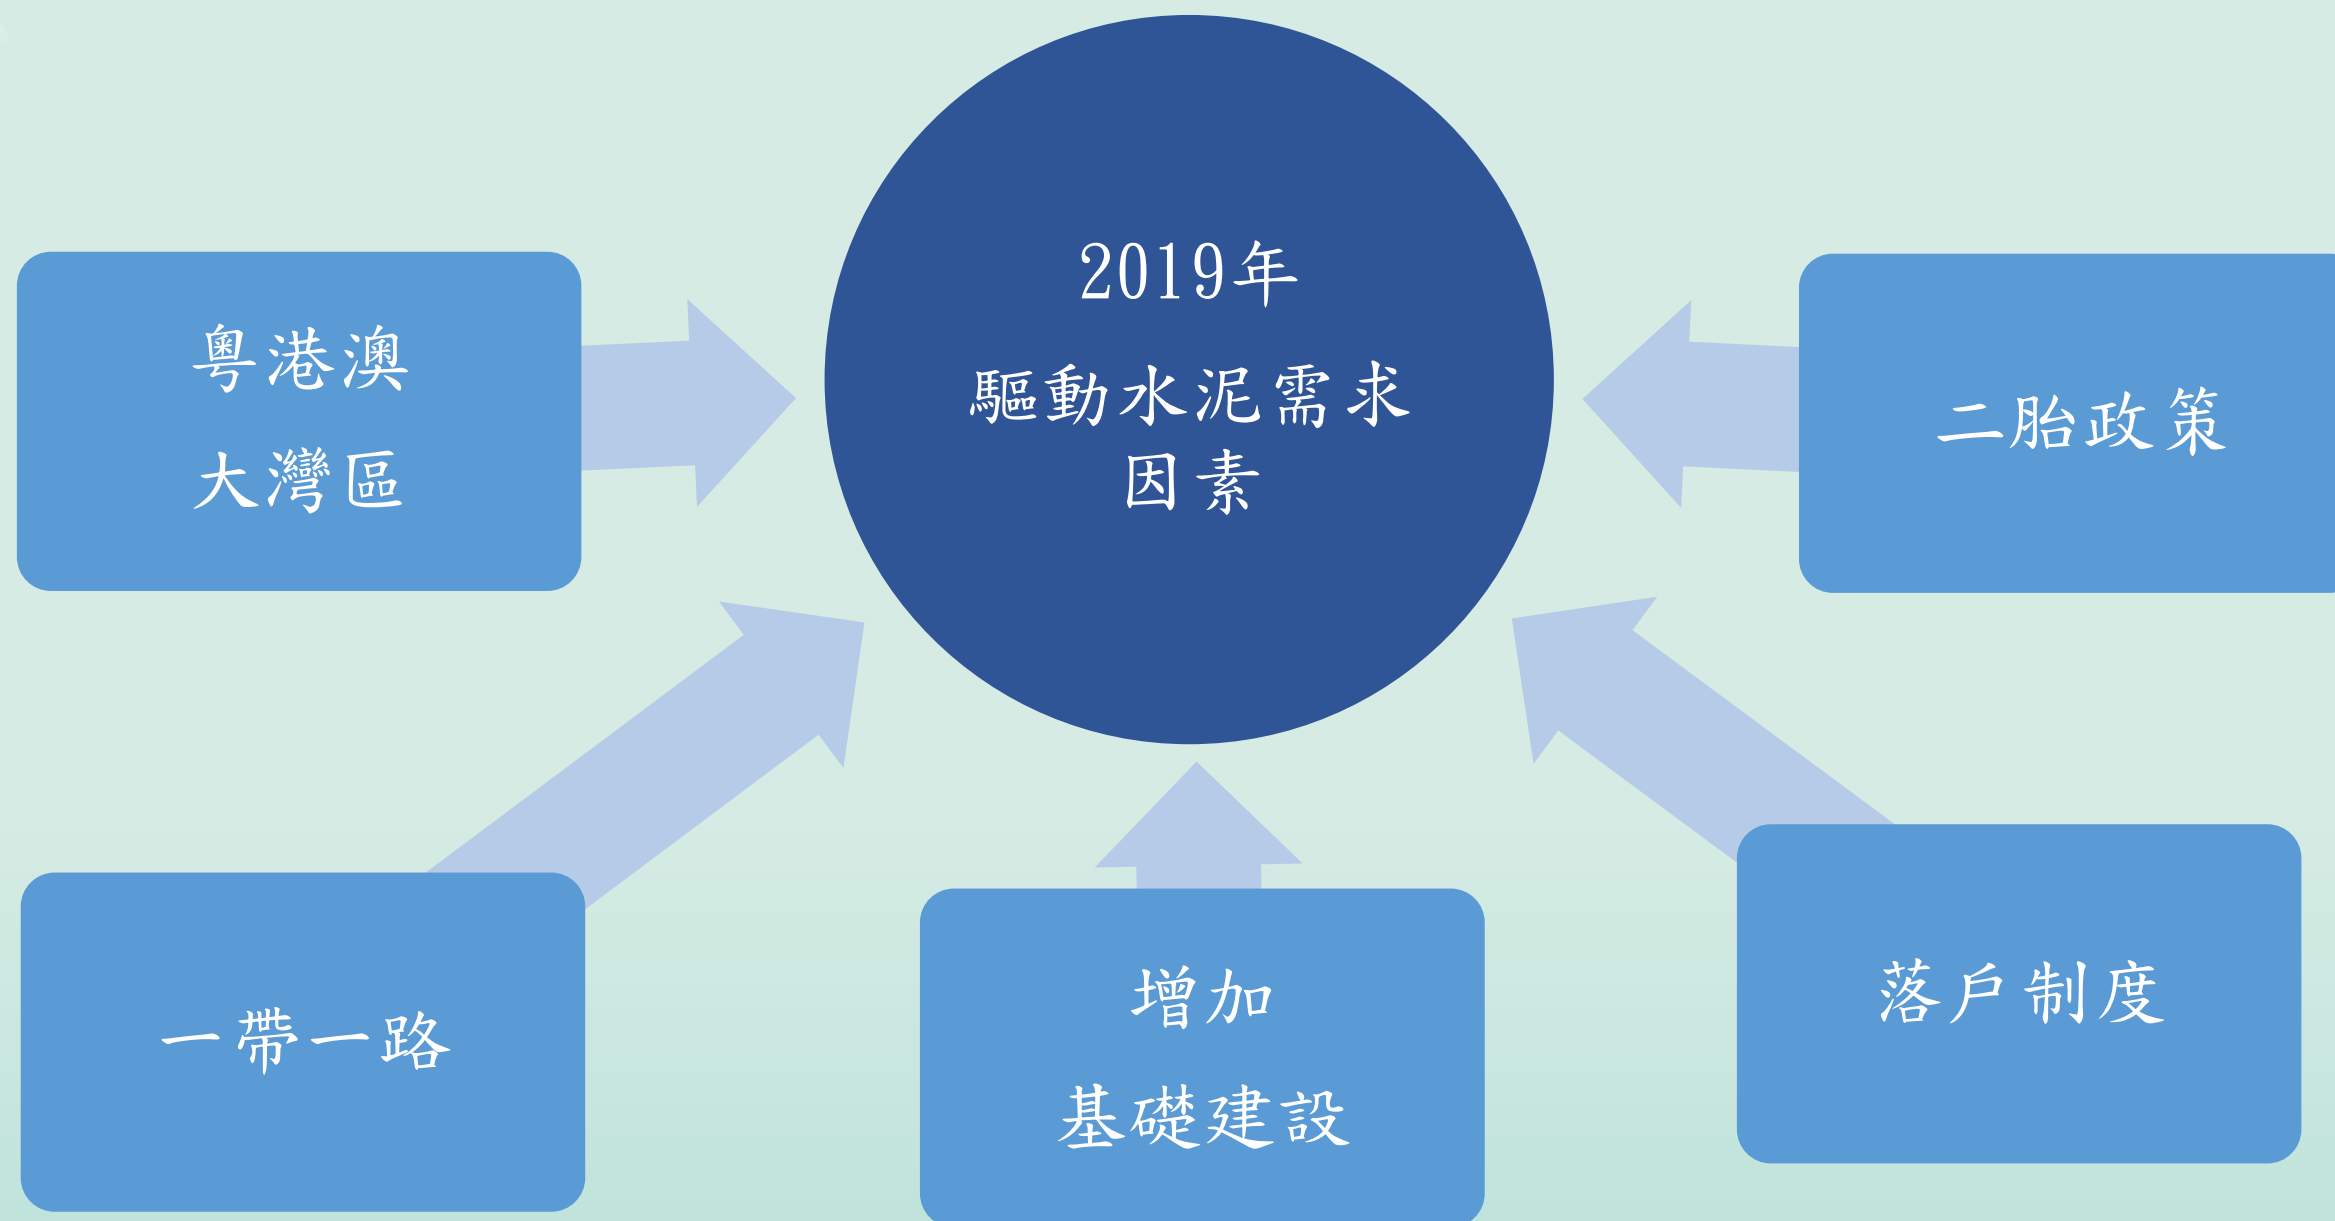 2019年
驅動水泥需求
因素
粵港澳
大灣區
二胎政策
一帶一路
增加
基礎建設
落戶制度